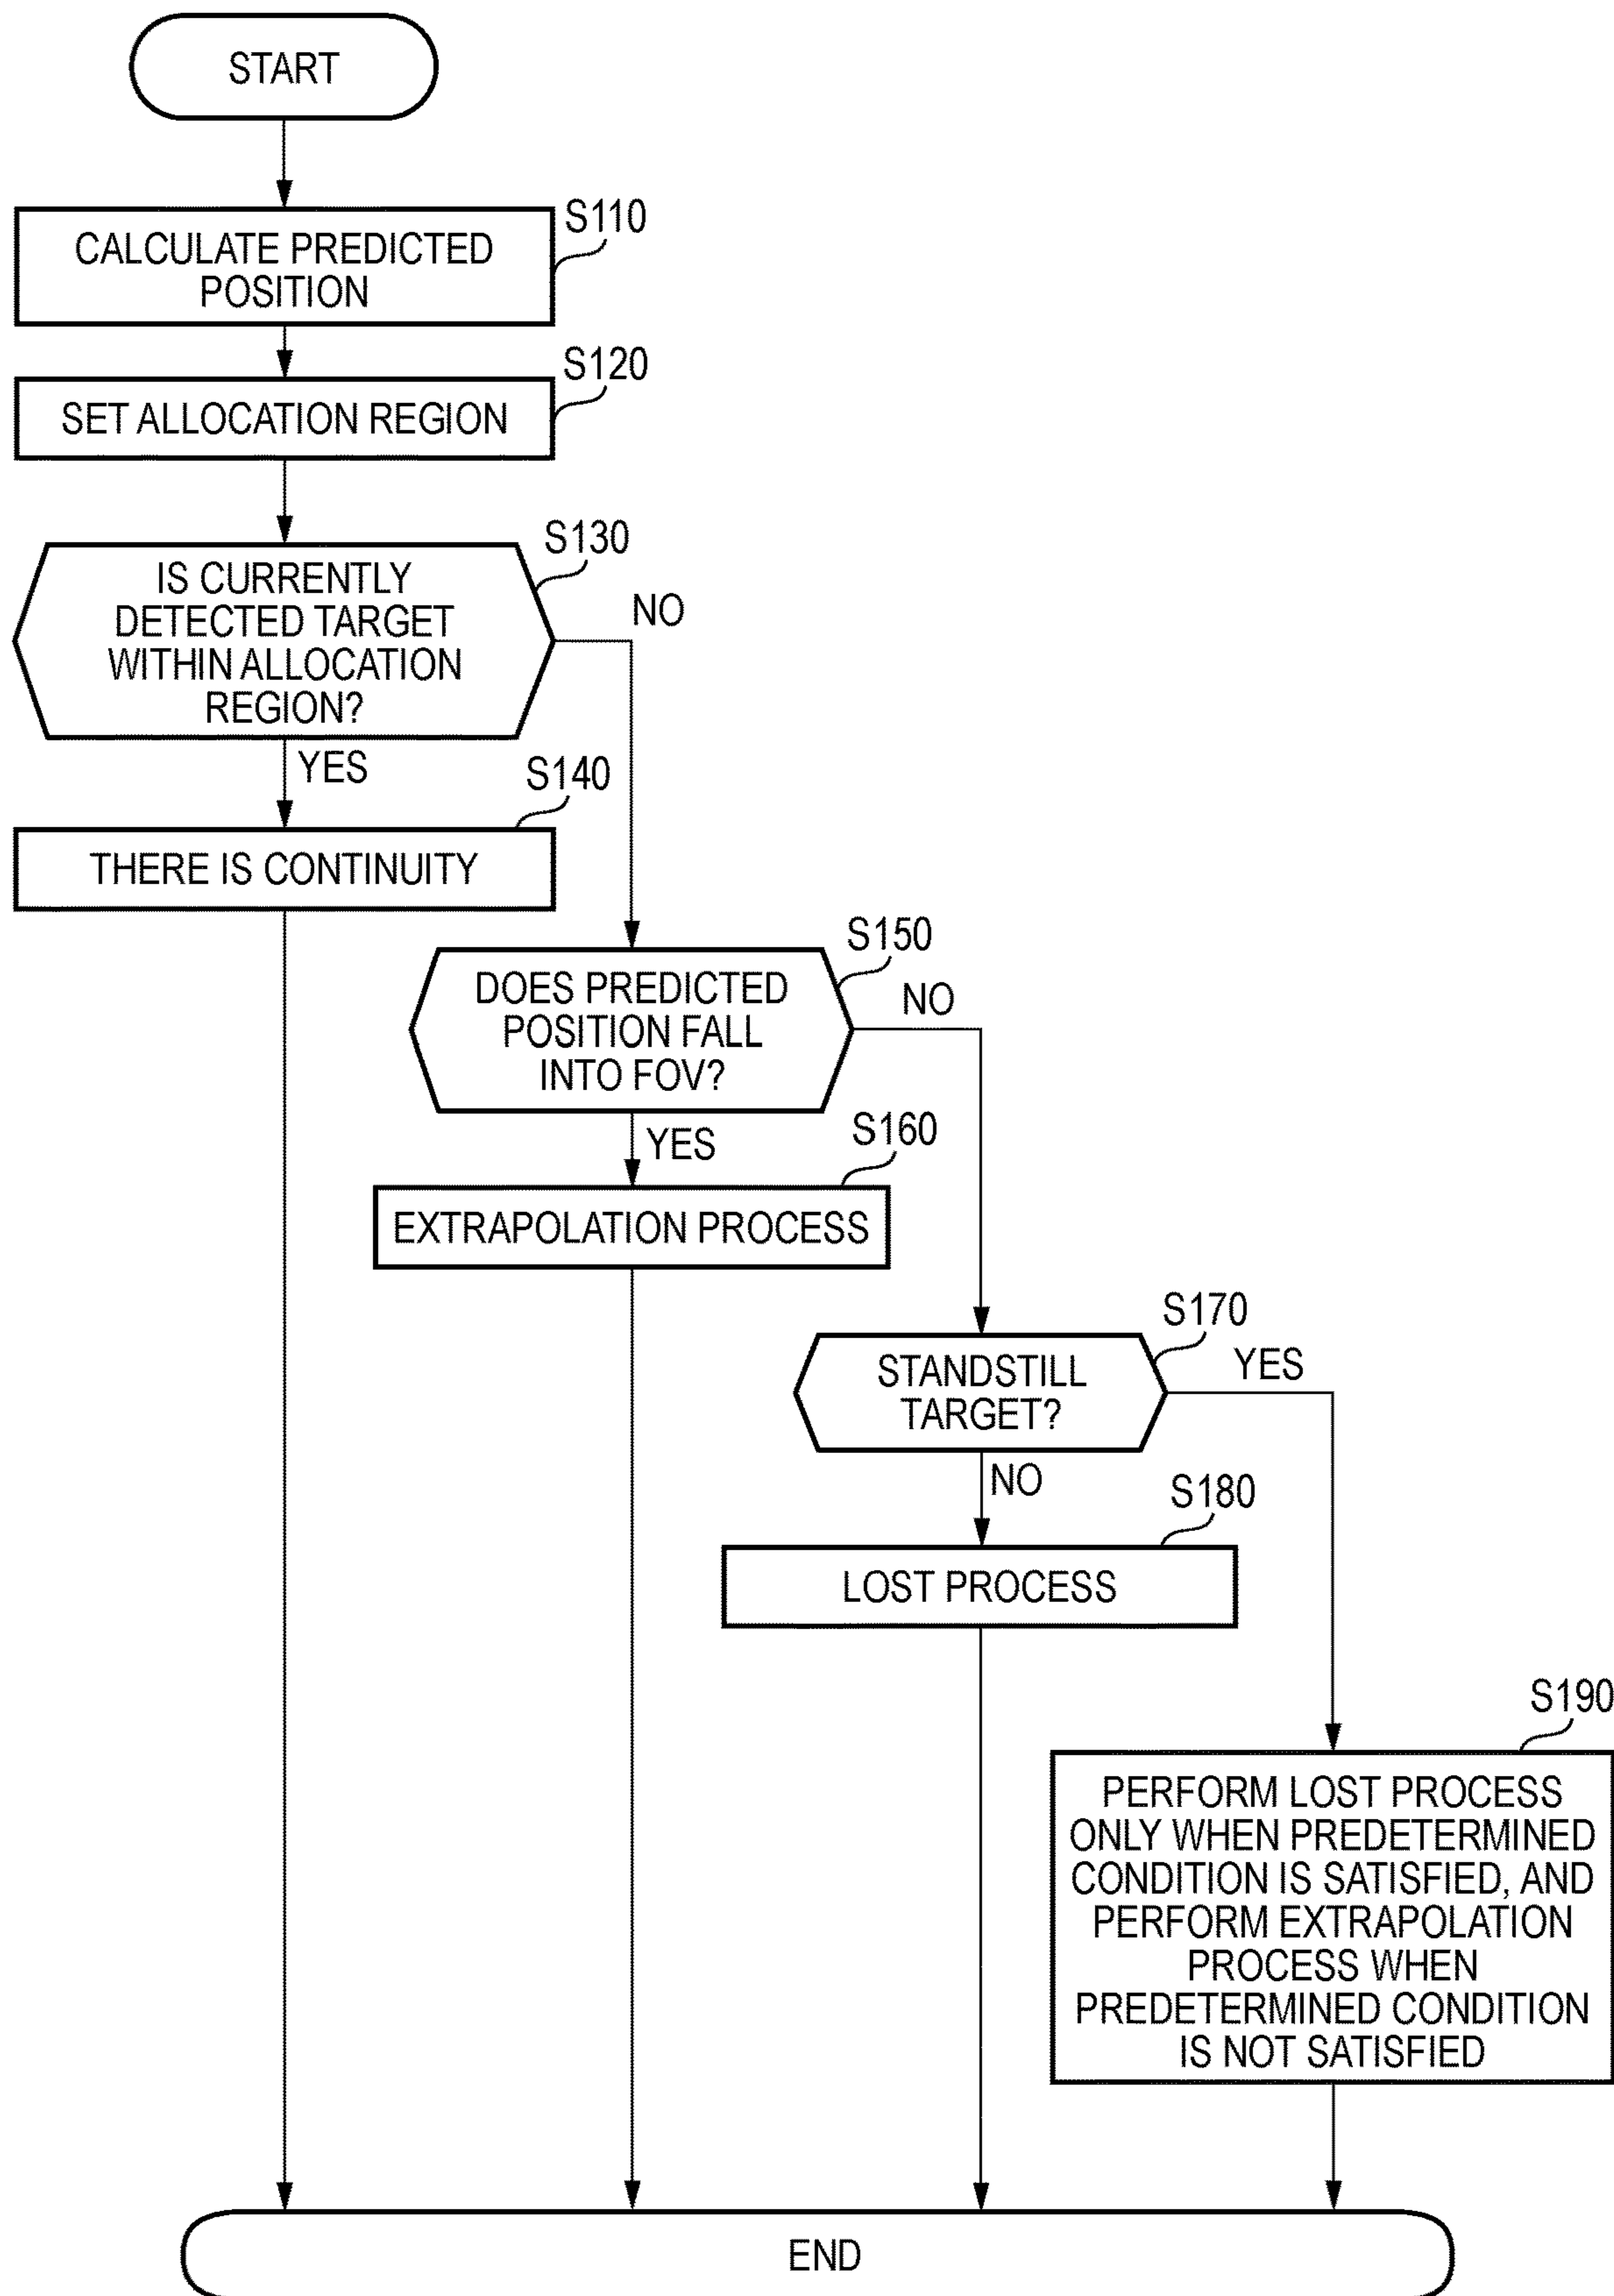 START
S110
CALCULATE PREDICTED
POSITION
S120
SET ALLOCATION REGION
S130
IS CURRENTLY
DETECTED TARGET
WITHIN ALLOCATION
REGION?
NO
YES
S140
THERE IS CONTINUITY
S150
DOES PREDICTED
POSITION FALL
INTO FOV?
NO
YES
S160
EXTRAPOLATION PROCESS
S170
STANDSTILL
TARGET?
YES
NO
S180
LOST PROCESS
S190
PERFORM LOST PROCESS
ONLY WHEN PREDETERMINED
CONDITION IS SATISFIED, AND
PERFORM EXTRAPOLATION
PROCESS WHEN
PREDETERMINED CONDITION
IS NOT SATISFIED
END